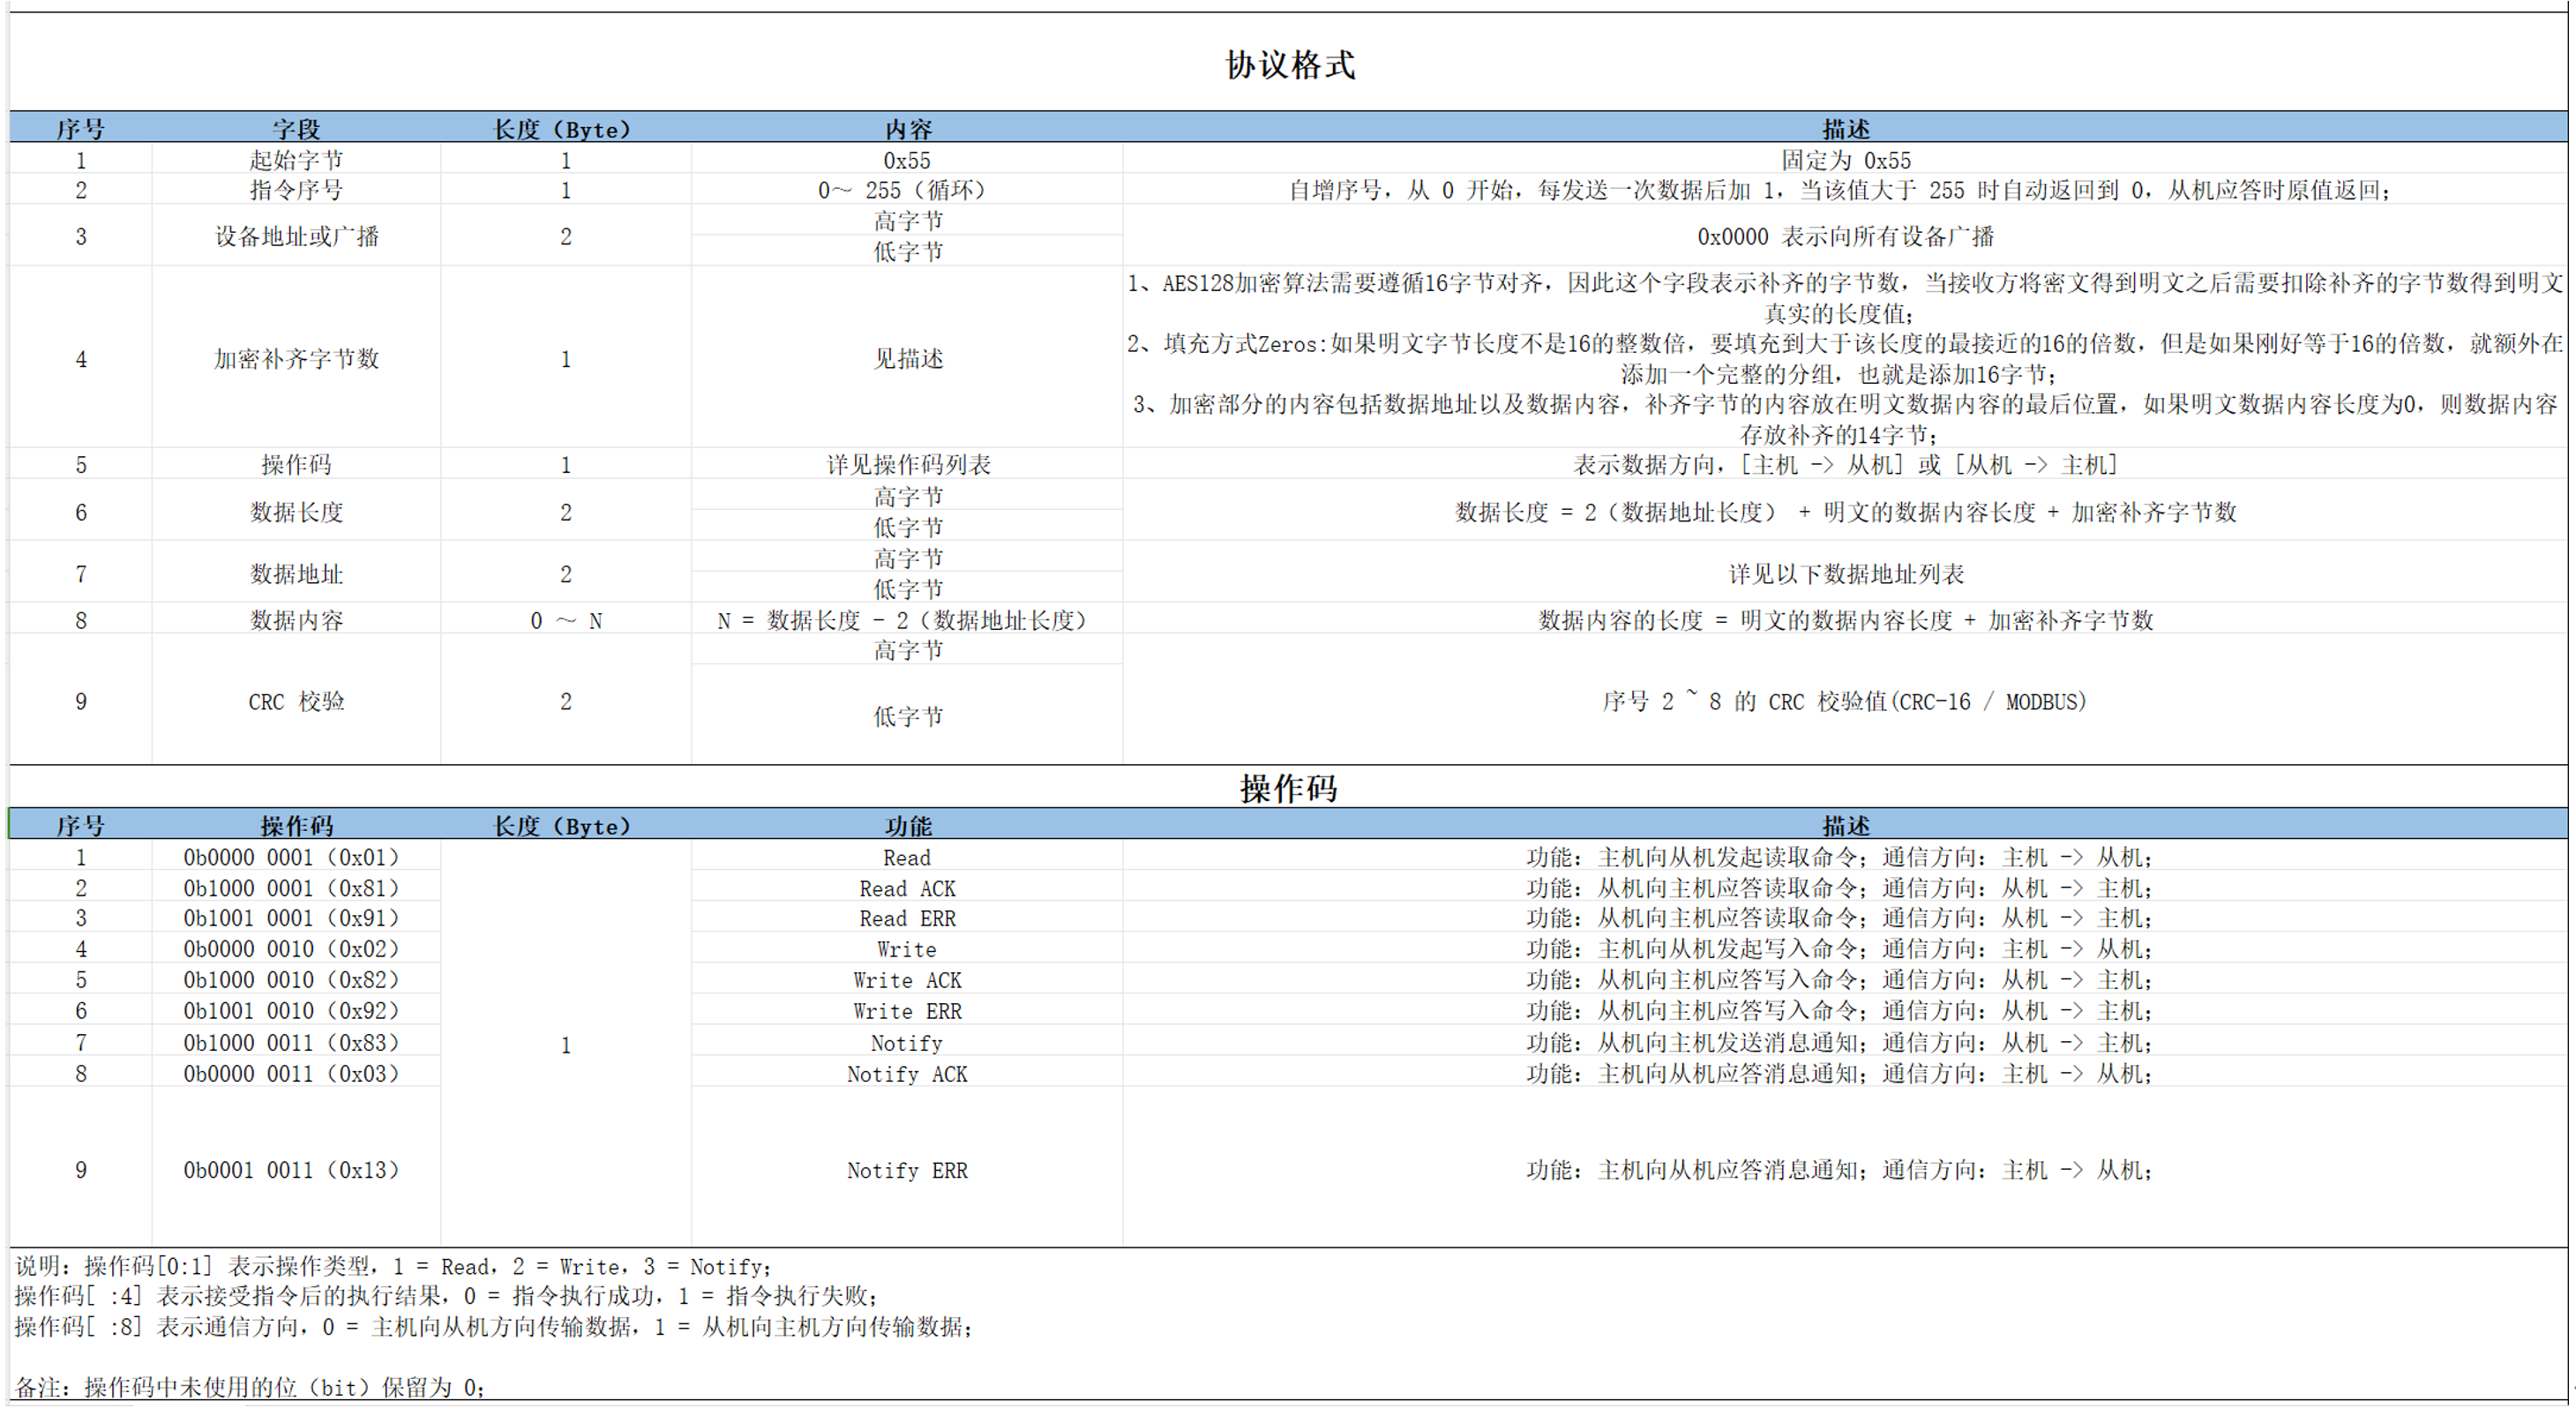 协议格式
序号 字段 长度（Byte） 内容 描述
1 起始字节 1 0x55 固定为 0x55
2 指令序号 1 0～ 255（循环） 自增序号，从 0 开始，每发送一次数据后加 1，当该值大于 255 时自动返回到 0，从机应答时原值返回；
3 设备地址或广播 2 高字节 0x0000 表示向所有设备广播
低字节
4 加密补齐字节数 1 见描述 1、AES128加密算法需要遵循16字节对齐，因此这个字段表示补齐的字节数，当接收方将密文得到明文之后需要扣除补齐的字节数得到明文
真实的长度值；
2、填充方式Zeros:如果明文字节长度不是16的整数倍，要填充到大于该长度的最接近的16的倍数，但是如果刚好等于16的倍数，就额外在
添加一个完整的分组，也就是添加16字节；
3、加密部分的内容包括数据地址以及数据内容，补齐字节的内容放在明文数据内容的最后位置，如果明文数据内容长度为0，则数据内容
存放补齐的14字节；
5 操作码 1 详见操作码列表 表示数据方向，[主机 -> 从机] 或 [从机 -> 主机]
6 数据长度 2 高字节 数据长度 = 2（数据地址长度） + 明文的数据内容长度 + 加密补齐字节数
低字节
7 数据地址 2 高字节 详见以下数据地址列表
低字节
8 数据内容 0 ～ N N = 数据长度 - 2（数据地址长度） 数据内容的长度 = 明文的数据内容长度 + 加密补齐字节数
9 CRC 校验 2 高字节 序号 2 ~ 8 的 CRC 校验值(CRC-16 / MODBUS)
低字节
操作码
序号 操作码 长度（Byte） 功能 描述
1 0b0000 0001（0x01） 1 Read 功能：主机向从机发起读取命令；通信方向：主机 -> 从机；
2 0b1000 0001（0x81） Read ACK 功能：从机向主机应答读取命令；通信方向：从机 -> 主机；
3 0b1001 0001（0x91） Read ERR 功能：从机向主机应答读取命令；通信方向：从机 -> 主机；
4 0b0000 0010（0x02） Write 功能：主机向从机发起写入命令；通信方向：主机 -> 从机；
5 0b1000 0010（0x82） Write ACK 功能：从机向主机应答写入命令；通信方向：从机 -> 主机；
6 0b1001 0010（0x92） Write ERR 功能：从机向主机应答写入命令；通信方向：从机 -> 主机；
7 0b1000 0011（0x83） Notify 功能：从机向主机发送消息通知；通信方向：从机 -> 主机；
8 0b0000 0011（0x03） Notify ACK 功能：主机向从机应答消息通知；通信方向：主机 -> 从机；
9 0b0001 0011（0x13） Notify ERR 功能：主机向从机应答消息通知；通信方向：主机 -> 从机；
说明：操作码[0:1] 表示操作类型，1 = Read，2 = Write，3 = Notify；
操作码[ :4] 表示接受指令后的执行结果，0 = 指令执行成功，1 = 指令执行失败；
操作码[ :8] 表示通信方向，0 = 主机向从机方向传输数据，1 = 从机向主机方向传输数据；
备注：操作码中未使用的位（bit）保留为 0；